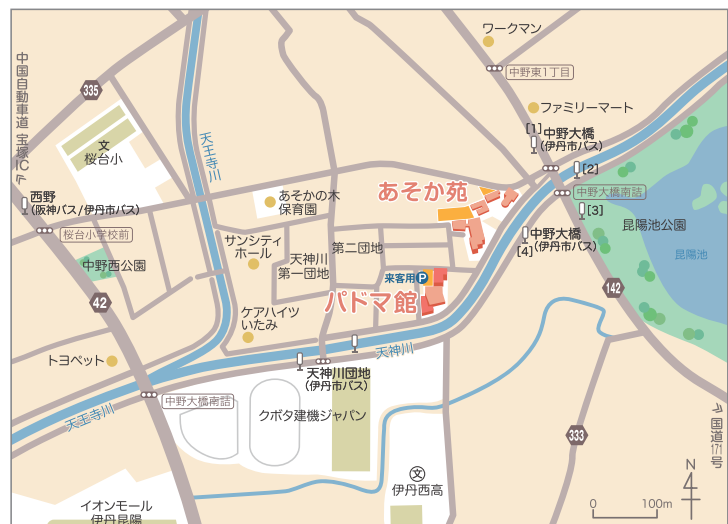 ワークマン
中野東1丁目
ファミリーマート
[1]
中野大橋
(伊丹市バス)
[2]
中野大橋南詰
[3]
中野大橋
[4]
(伊丹市バス)
昆陽池公園
昆陽池
142
中国自動車道 宝塚IC
335
文
桜台小
天王寺川
西野
(阪神バス/伊丹市バス)
桜台小学校前
中野西公園
42
あそかの木
保育園
サンシティ
ホール
天神川
第一団地
第二団地
あそか苑
来客用P
パドマ館
ケアハイツ
いたみ
トヨペット
天神川
天神川団地
(伊丹市バス)
中野大橋南詰
天王寺川
クボタ建機ジャパン
文
伊丹西高
333
国道171号
N
4
0
100m
イオンモール
伊丹昆陽